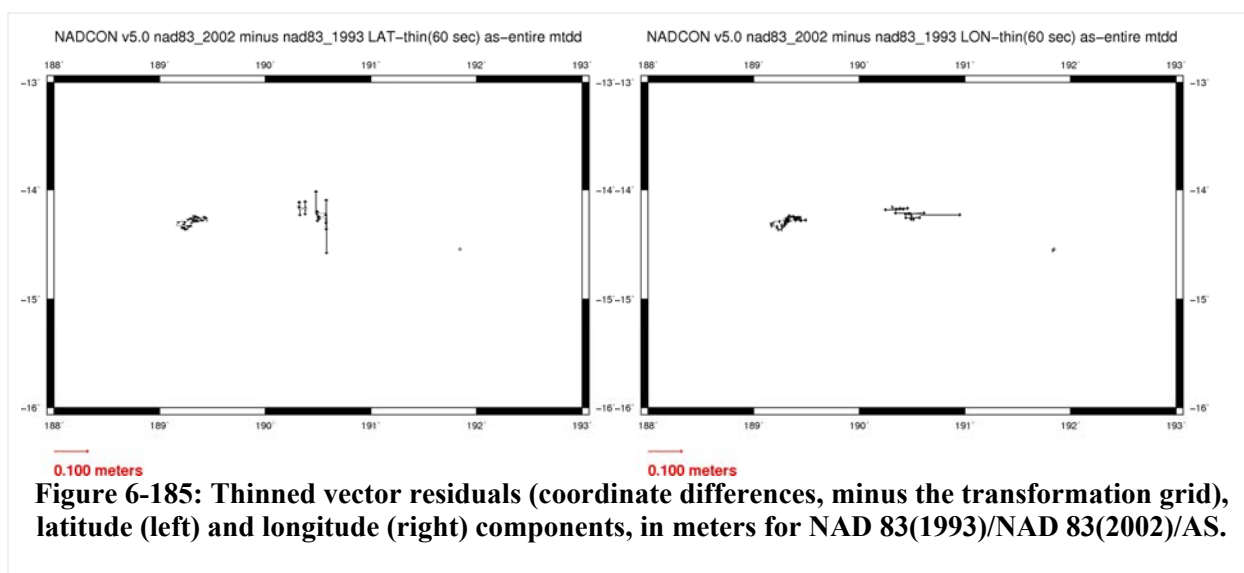 NADCON v5.0 nad83_2002 minus nad83_1993 LAT−thin(60 sec) as−entire mtdd
188˚ 189˚ 190˚ 191˚ 192˚ 193˚
−13˚ −13˚
−14˚ −14˚
−15˚ −15˚
−16˚ −16˚
188˚ 189˚ 190˚ 191˚ 192˚ 193˚
0.100 meters
NADCON v5.0 nad83_2002 minus nad83_1993 LON−thin(60 sec) as−entire mtdd
188˚ 189˚ 190˚ 191˚ 192˚ 193˚
−13˚ −13˚
−14˚ −14˚
−15˚ −15˚
−16˚ −16˚
188˚ 189˚ 190˚ 191˚ 192˚ 193˚
0.100 meters
Figure 6-185: Thinned vector residuals (coordinate differences, minus the transformation grid),
latitude (left) and longitude (right) components, in meters for NAD 83(1993)/NAD 83(2002)/AS.